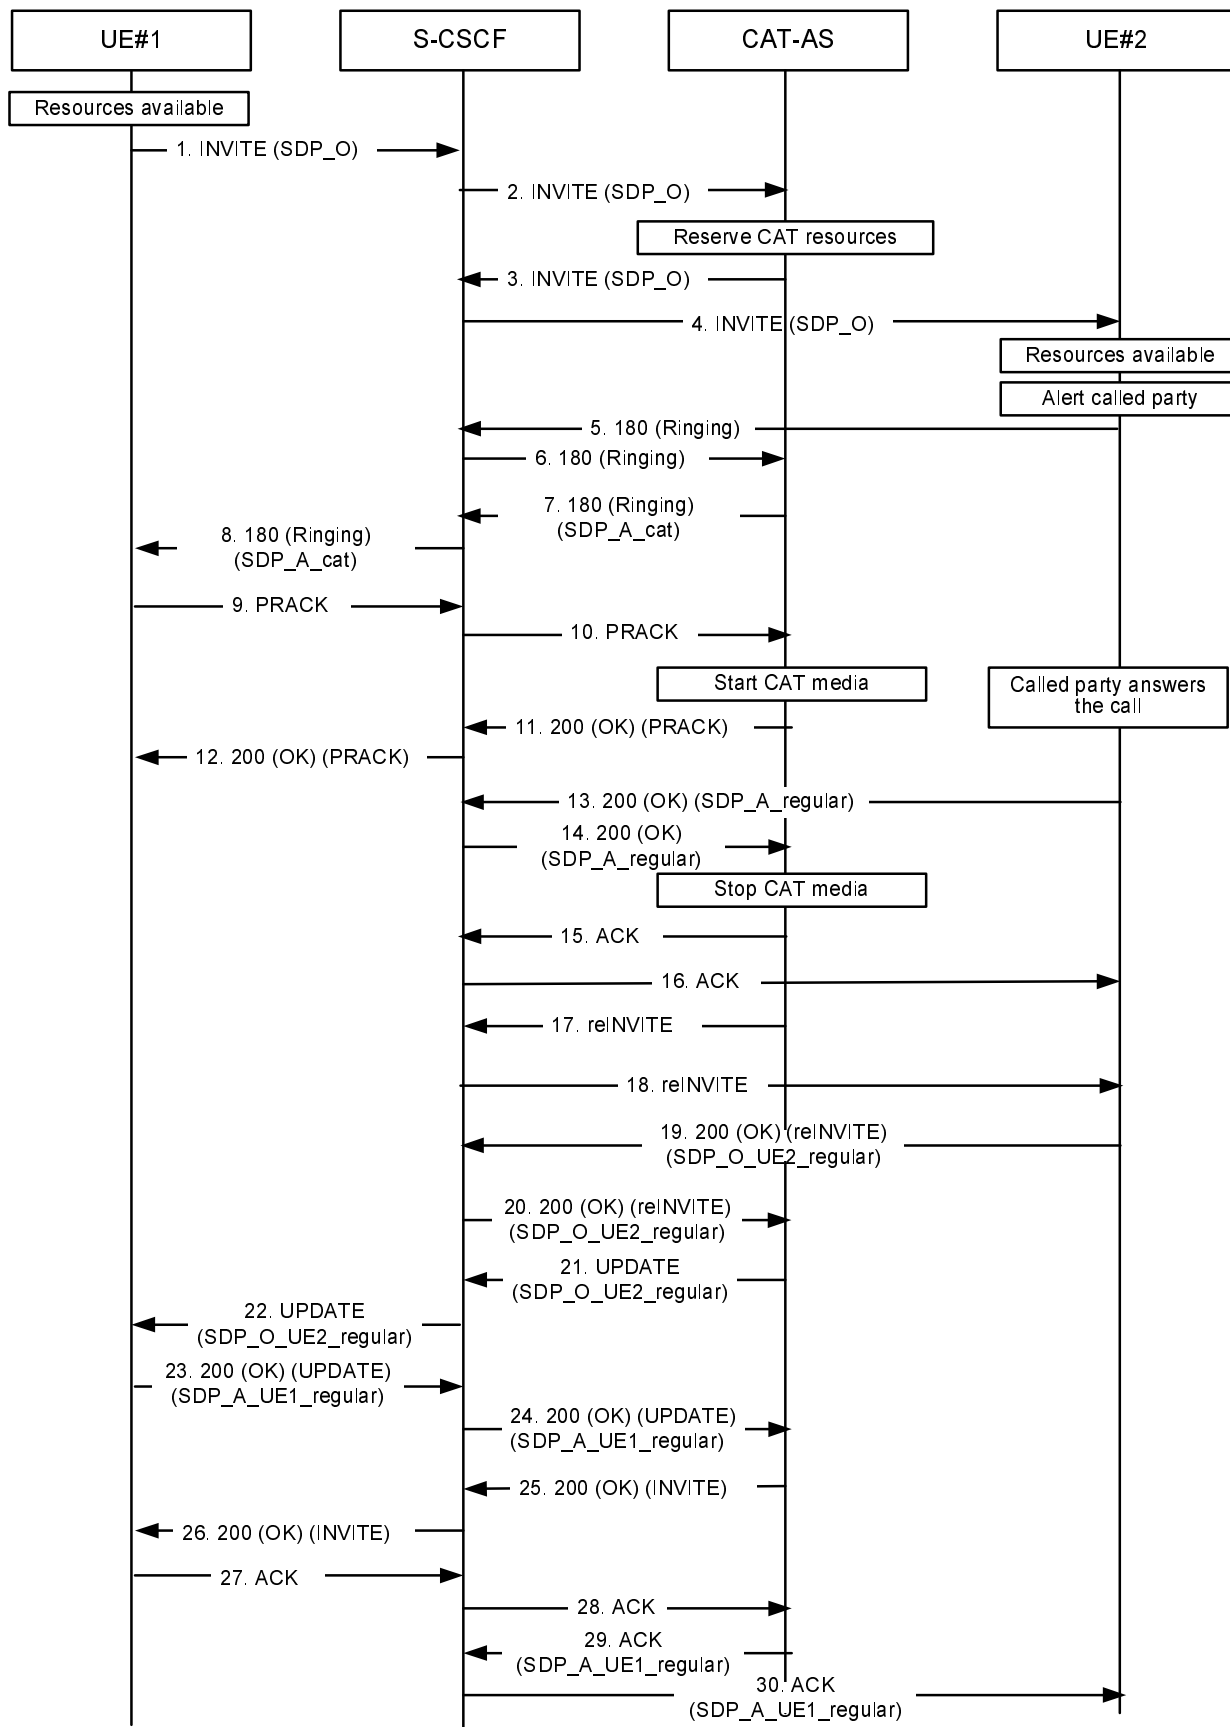 UE#1
S-CSCF
CAT-AS
UE#2
Resources available
1. INVITE (SDP_O)
2. INVITE (SDP_O)
Reserve CAT resources
3. INVITE (SDP_O)
4. INVITE (SDP_O)
Resources available
Alert called party
5. 180 (Ringing)
6. 180 (Ringing)
7. 180 (Ringing)
(SDP_A_cat)
8. 180 (Ringing)
(SDP_A_cat)
9. PRACK
10. PRACK
Start CAT media
Called party answers
the call
11. 200 (OK) (PRACK)
12. 200 (OK) (PRACK)
13. 200 (OK) (SDP_A_regular)
14. 200 (OK)
(SDP_A_regular)
Stop CAT media
15. ACK
16. ACK
17. reINVITE
18. reINVITE
19. 200 (OK) (reINVITE)
(SDP_O_UE2_regular)
20. 200 (OK) (reINVITE)
(SDP_O_UE2_regular)
21. UPDATE
(SDP_O_UE2_regular)
22. UPDATE
(SDP_O_UE2_regular)
23. 200 (OK) (UPDATE)
(SDP_A_UE1_regular)
24. 200 (OK) (UPDATE)
(SDP_A_UE1_regular)
25. 200 (OK) (INVITE)
26. 200 (OK) (INVITE)
27. ACK
28. ACK
29. ACK
(SDP_A_UE1_regular)
30. ACK
(SDP_A_UE1_regular)